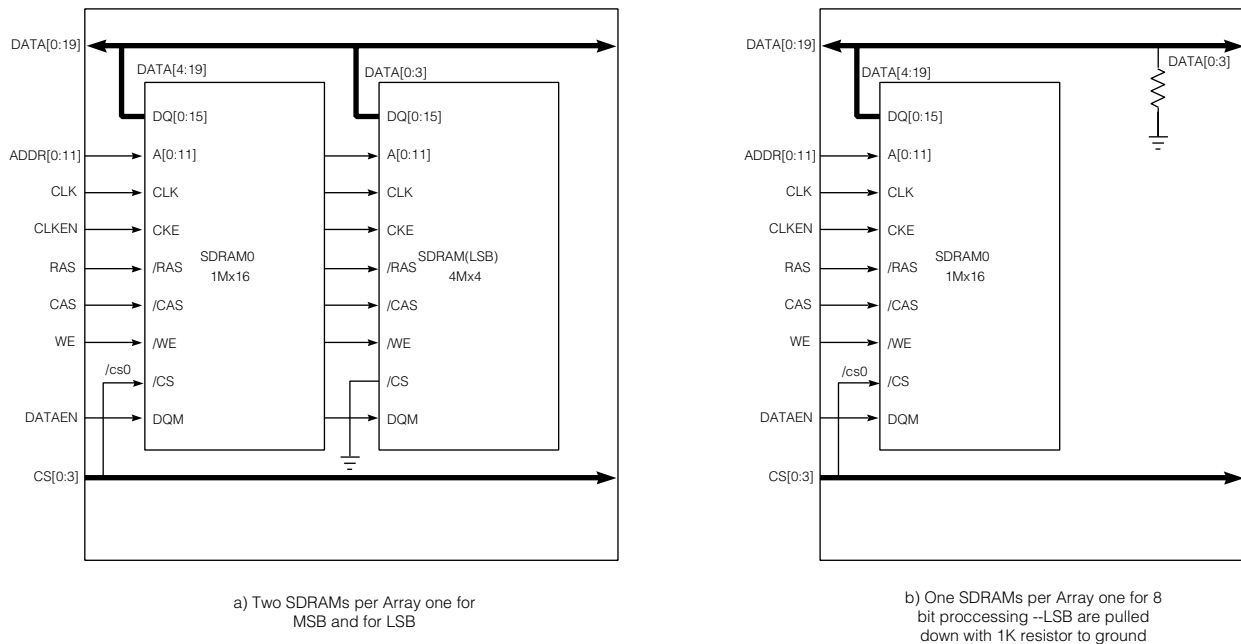 DATA[0:19]
DATA[4:19]
DATA[0:3]
DQ[0:15]
DQ[0:15]
ADDR[0:11]
A[0:11]
A[0:11]
CLK
CLK
CLK
CLKEN
CKE
CKE
SDRAM0
1Mx16
SDRAM(LSB)
4Mx4
RAS
/RAS
/RAS
CAS
/CAS
/CAS
WE
/WE
/WE
/cs0
/CS
/CS
DATAEN
DQM
DQM
CS[0:3]
a) Two SDRAMs per Array one for
MSB and for LSB
DATA[0:19]
DATA[4:19]
DATA[0:3]
DQ[0:15]
ADDR[0:11]
A[0:11]
CLK
CLK
CLKEN
CKE
SDRAM0
1Mx16
RAS
/RAS
CAS
/CAS
WE
/WE
/cs0
/CS
DATAEN
DQM
CS[0:3]
b) One SDRAMs per Array one for 8
bit proccessing --LSB are pulled
down with 1K resistor to ground